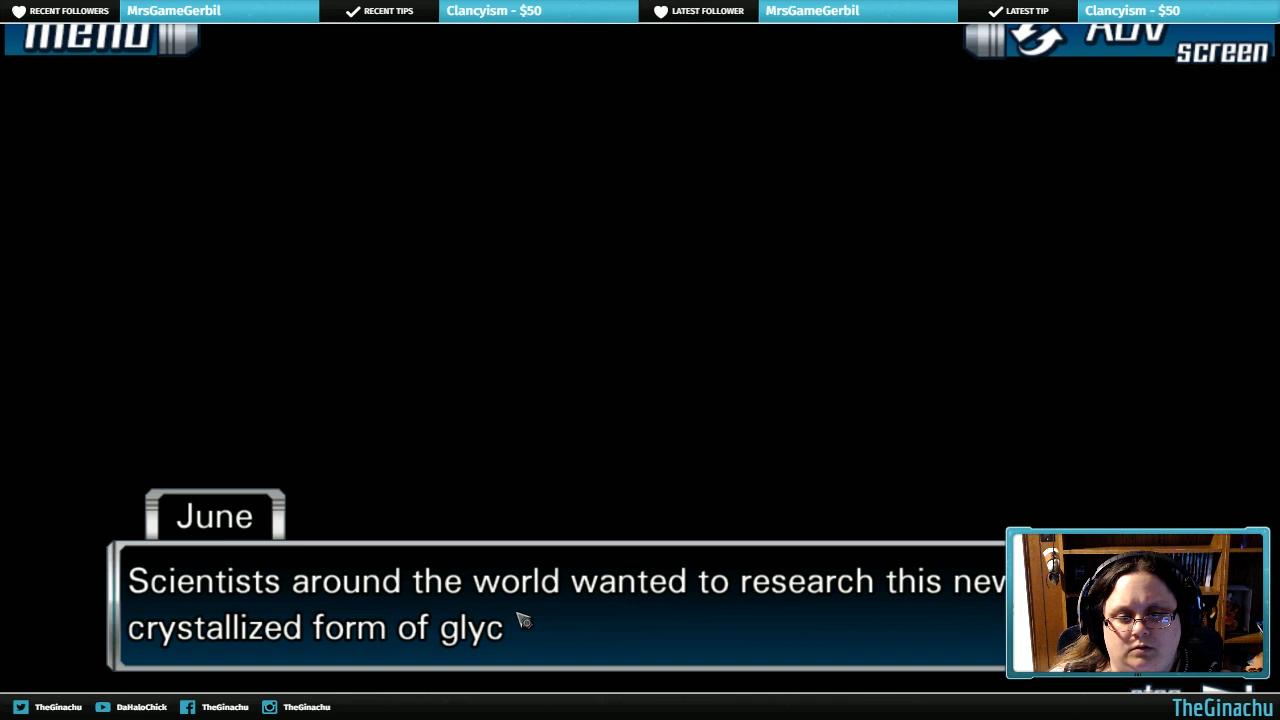 RECENT FOLLOWERS MrsGameGerbil RECENT TIPS Clancyism - $50 LATEST FOLLOWER MrsGameGerbil LATEST TIP Clancyism - $50
menu
ADV
screen
June
Scientists around the world wanted to research this new
crystallized form of glyc
TheGinachu DaHaloChick TheGinachu TheGinachu
TheGinachu